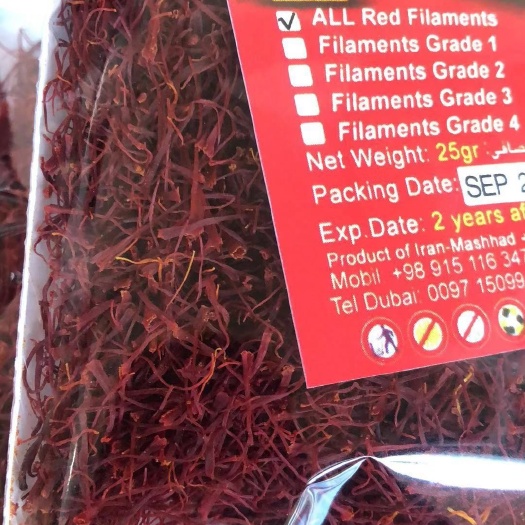 ALL Red Filaments
Filaments Grade 1
Filaments Grade 2
Filaments Grade 3
Filaments Grade 4
Net Weight: 25gr
Packing Date: SEP
Exp.Date: 2 years
Product of Iran-Mashhad -
Mobil +98 915 116 347
Tel Dubai: 0097 15099